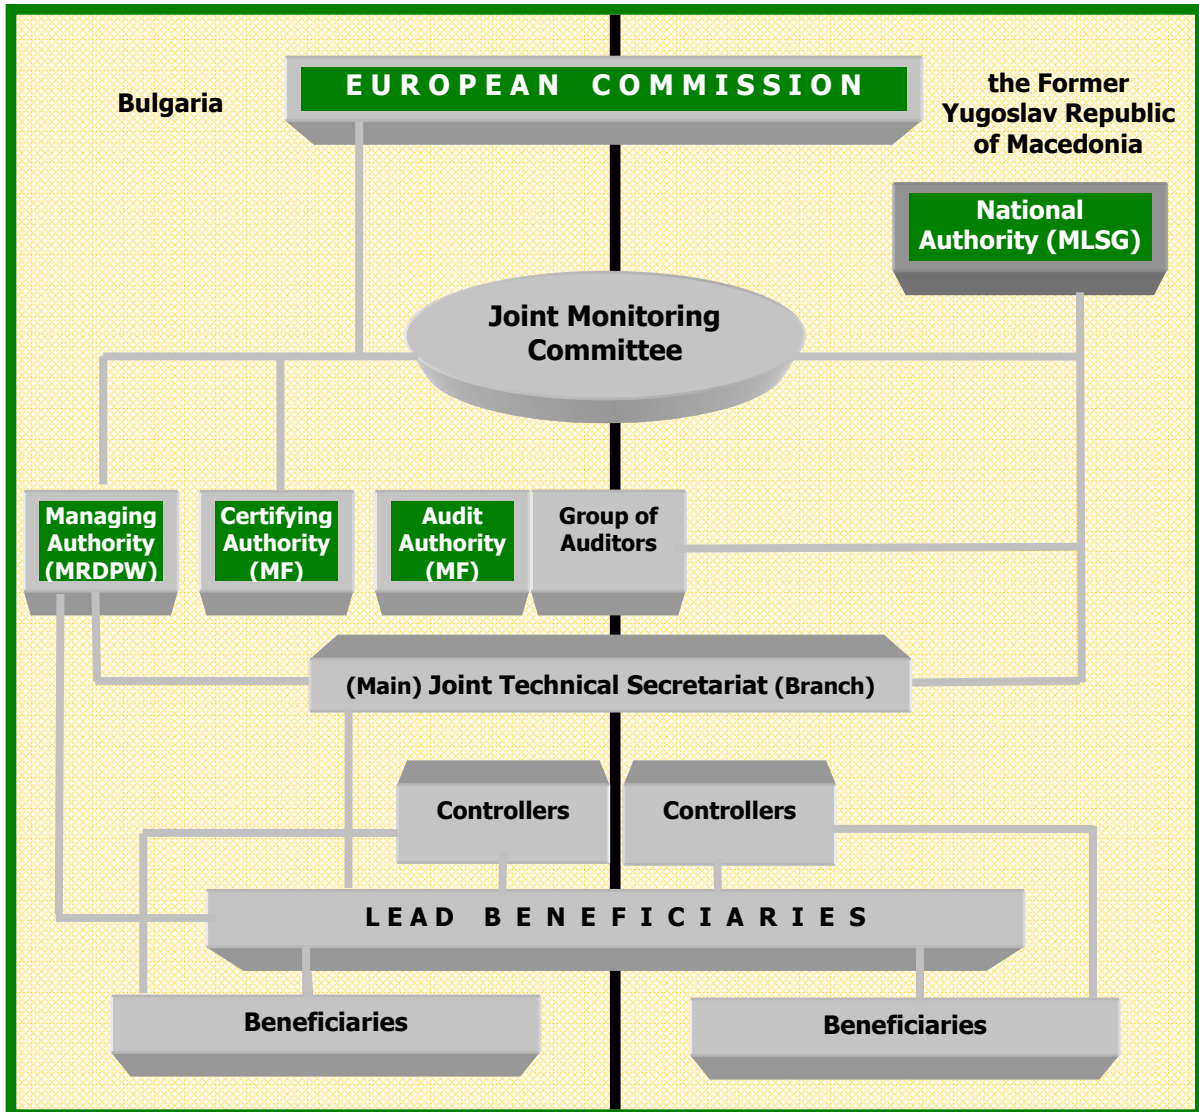 EUROPEAN COMMISSION
Bulgaria
the Former
Yugoslav Republic
of Macedonia
National
Authority (MLSG)
Joint Monitoring
Committee
Managing
Authority
(MRDPW)
Certifying
Authority
(MF)
Audit
Authority
(MF)
Group of
Auditors
(Main) Joint Technical Secretariat (Branch)
Controllers
Controllers
LEAD BENEFICIARIES
Beneficiaries
Beneficiaries